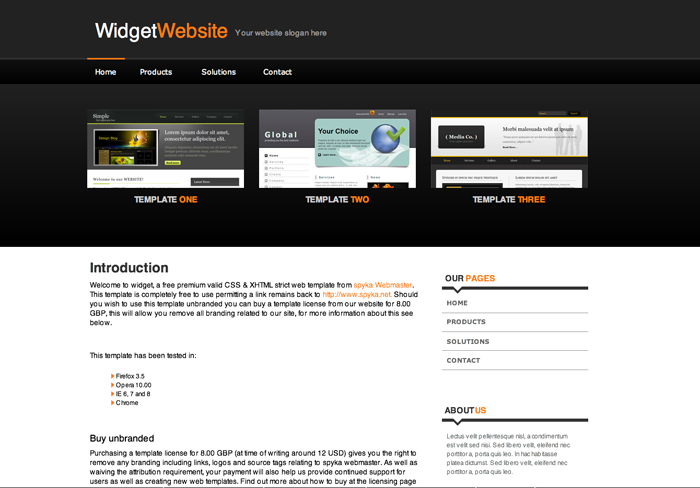 WidgetWebsite Your website slogan here
Home Products Solutions Contact
Simple
Lorem ipsum dolor sit amet,
consectetur adipiscing elit.
Welcome to our WEBSITE!
Global
Your Choice
Home
Services
News
( Media Co. )
Morbi malesuada velit at ipsum
TEMPLATE ONE
TEMPLATE TWO
TEMPLATE THREE
Introduction
Welcome to widget, a free premium valid CSS & XHTML strict web template from spyka Webmaster.
This template is completely free to use permitting a link remains back to http://www.spyka.net. Should
you wish to use this template unbranded you can buy a template license from our website for 8.00
GBP, this will allow you remove all branding related to our site, for more information about this see
below.
This template has been tested in:
Firefox 3.5
Opera 10.00
IE 6, 7 and 8
Chrome
Buy unbranded
Purchasing a template license for 8.00 GBP (at time of writing around 12 USD) gives you the right to
remove any branding including links, logos and source tags relating to spyka webmaster. As well as
waiving the attribution requirement, your payment will also help us provide continued support for
users as well as creating new web templates. Find out more about how to buy at the licensing page
OUR PAGES
HOME
PRODUCTS
SOLUTIONS
CONTACT
ABOUT US
Lectus velit pellentesque nisl, a condimentum
est velit sed nisi. Sed libero velit, eleifend nec
porttitor a, porta quis leo. In hac habitasse
platea dictumst. Sed libero velit, eleifend nec
porttitor a, porta quis leo.